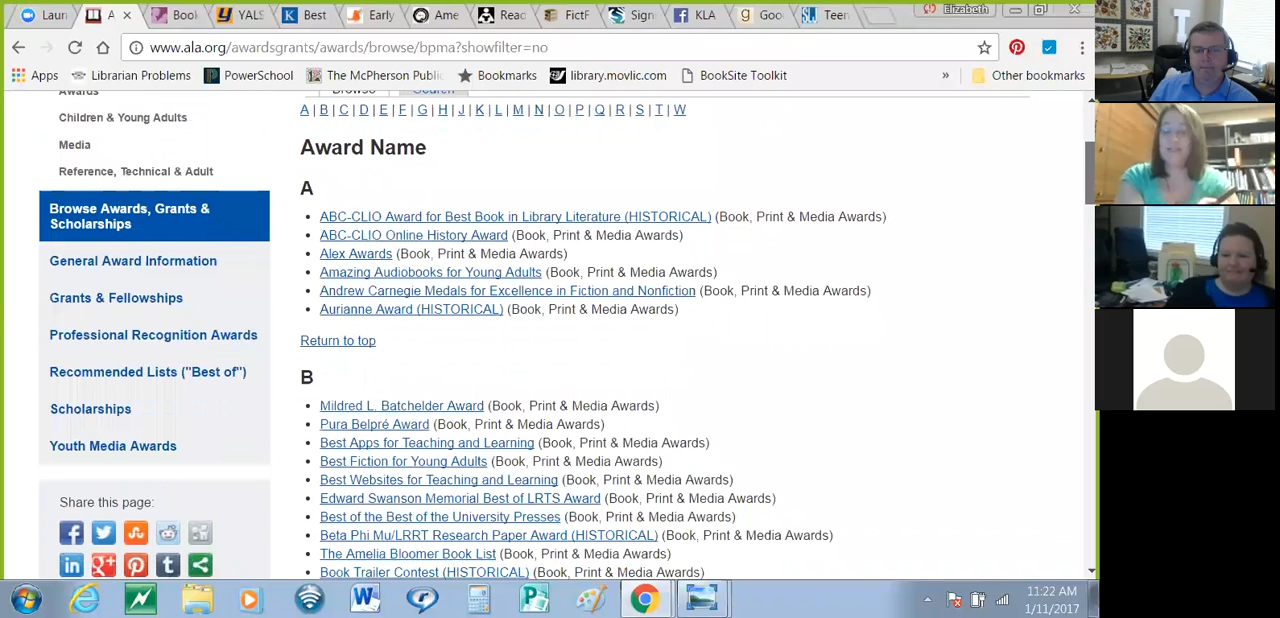 Laun
A
Book
YALS
Best
Early
Ame
Read
FictF
Sign
KLA
Goo
Teen
Elizabeth
www.ala.org/awardsgrants/awards/browse/bpma?showfilter=no
Apps
Librarian Problems
PowerSchool
The McPherson Public
Bookmarks
library.movlic.com
BookSite Toolkit
»
Other bookmarks
Awards
Children & Young Adults
Media
Reference, Technical & Adult
Browse Awards, Grants &
Scholarships
General Award Information
Grants & Fellowships
Professional Recognition Awards
Recommended Lists ("Best of")
Scholarships
Youth Media Awards
Share this page:
Browse
Search
A | B | C | D | E | F | G | H | J | K | L | M | N | O | P | Q | R | S | T | W
Award Name
A
• ABC-CLIO Award for Best Book in Library Literature (HISTORICAL) (Book, Print & Media Awards)
• ABC-CLIO Online History Award (Book, Print & Media Awards)
• Alex Awards (Book, Print & Media Awards)
• Amazing Audiobooks for Young Adults (Book, Print & Media Awards)
• Andrew Carnegie Medals for Excellence in Fiction and Nonfiction (Book, Print & Media Awards)
• Aurianne Award (HISTORICAL) (Book, Print & Media Awards)
Return to top
B
• Mildred L. Batchelder Award (Book, Print & Media Awards)
• Pura Belpré Award (Book, Print & Media Awards)
• Best Apps for Teaching and Learning (Book, Print & Media Awards)
• Best Fiction for Young Adults (Book, Print & Media Awards)
• Best Websites for Teaching and Learning (Book, Print & Media Awards)
• Edward Swanson Memorial Best of LRTS Award (Book, Print & Media Awards)
• Best of the Best of the University Presses (Book, Print & Media Awards)
• Beta Phi Mu/LRRT Research Paper Award (HISTORICAL) (Book, Print & Media Awards)
• The Amelia Bloomer Book List (Book, Print & Media Awards)
• Book Trailer Contest (HISTORICAL) (Book, Print & Media Awards)
11:22 AM
1/11/2017